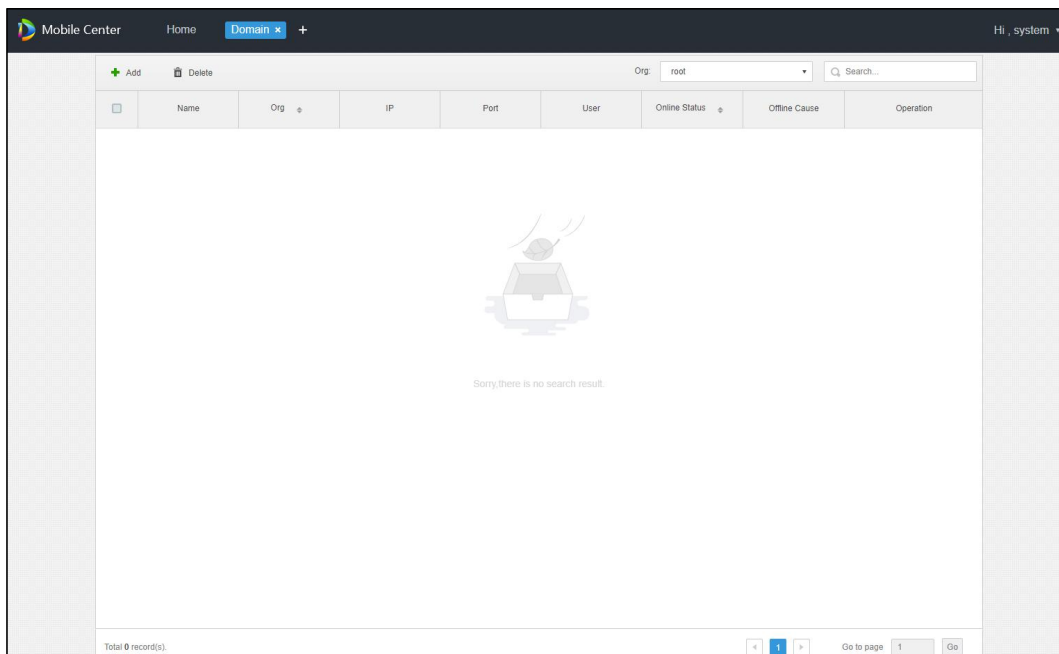 Mobile Center Home Domain × + Hi , system
Add Delete Org: root Search...
Name Org IP Port User Online Status Offline Cause Operation
Sorry,there is no search result.
Total 0 record(s). 1 Go to page 1 Go